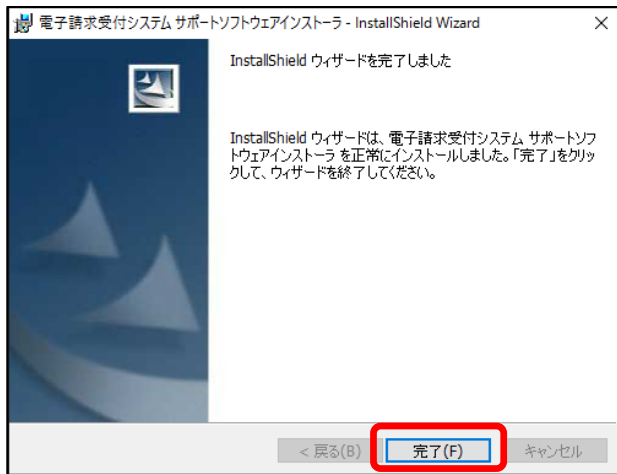 電子請求受付システム サポートソフトウェアインストーラ - InstallShield Wizard
InstallShield ウィザードを完了しました
InstallShield ウィザードは、電子請求受付システム サポートソフ
トウェアインストーラ を正常にインストールしました。「完了」をクリッ
クして、ウィザードを終了してください。
< 戻る(B)
完了(F)
キャンセル